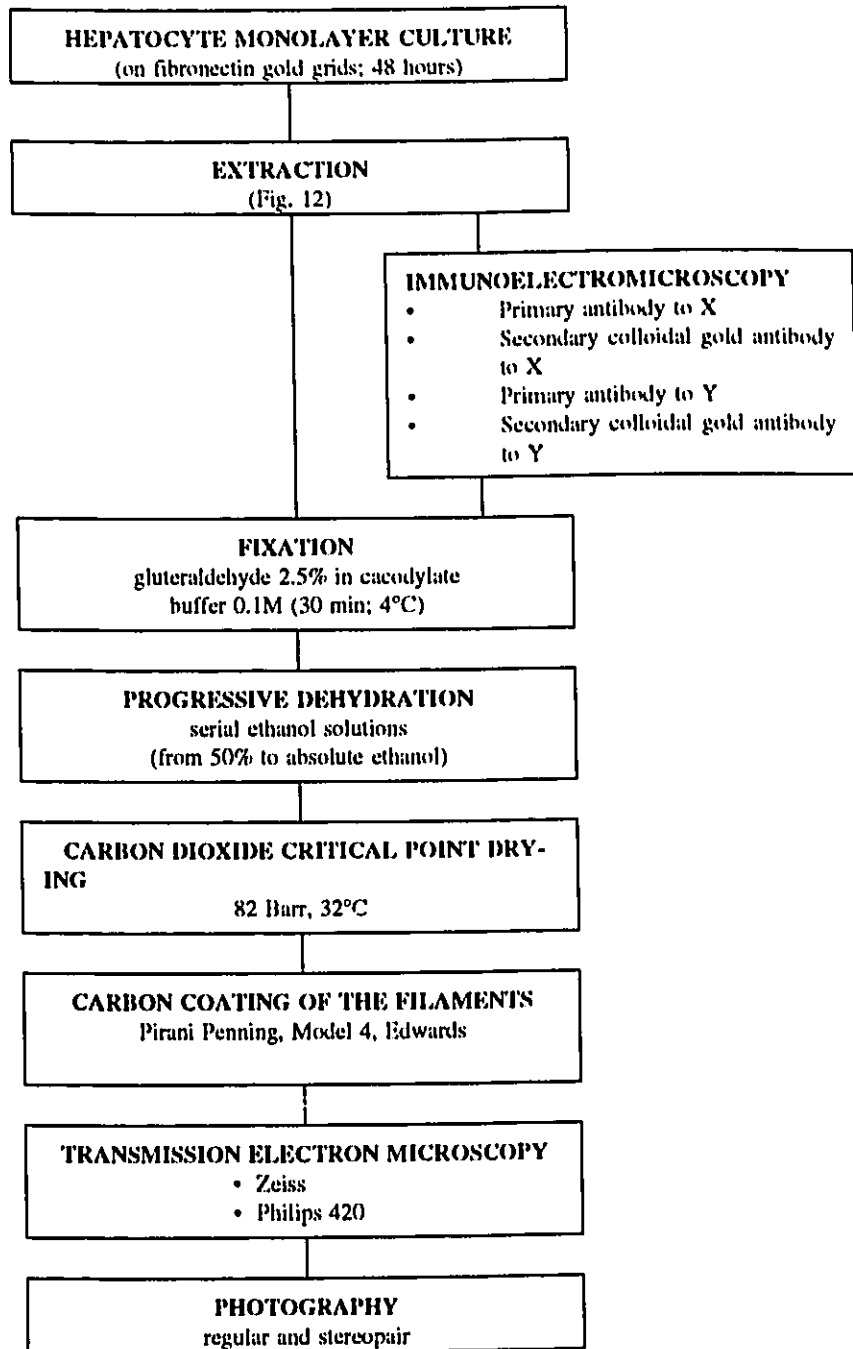 HEPATOCYTE MONOLAYER CULTURE
(on fibronectin gold grids; 48 hours)
EXTRACTION
(Fig. 12)
IMMUNOELECTROMICROSCOPY
• Primary antibody to X
• Secondary colloidal gold antibody
to X
• Primary antibody to Y
• Secondary colloidal gold antibody
to Y
FIXATION
gluteraldehyde 2.5% in cacodylate
buffer 0.1M (30 min; 4°C)
PROGRESSIVE DEHYDRATION
serial ethanol solutions
(from 50% to absolute ethanol)
CARBON DIOXIDE CRITICAL POINT DRY-
ING
82 Barr, 32°C
CARBON COATING OF THE FILAMENTS
Pirani Penning, Model 4, Edwards
TRANSMISSION ELECTRON MICROSCOPY
• Zeiss
• Philips 420
PHOTOGRAPHY
regular and stereopair